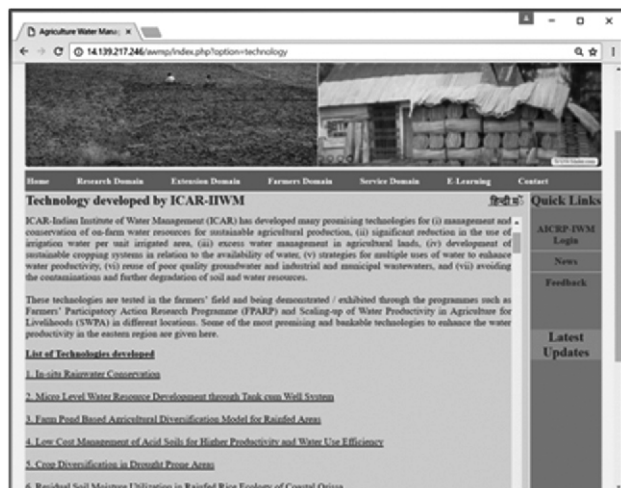 Agriculture Water Mana
14.139.217.246/awmp/index.php?option=technology
Home Research Domain Extension Domain Farmers Domain Service Domain E-Learning Contact
Technology developed by ICAR-IIWM
हिन्दी में
Quick Links
ICAR-Indian Institute of Water Management (ICAR) has developed many promising technologies for (i) management and
conservation of on-farm water resources for sustainable agricultural production, (ii) significant reduction in the use of
irrigation water per unit irrigated area, (iii) excess water management in agricultural lands, (iv) development of
sustainable cropping systems in relation to the availability of water, (v) strategies for multiple uses of water to enhance
water productivity, (vi) reuse of poor quality groundwater and industrial and municipal wastewaters, and (vii) avoiding
the contaminations and further degradation of soil and water resources.
These technologies are tested in the farmers' field and being demonstrated / exhibited through the programmes such as
Farmers' Participatory Action Research Programme (FPARP) and Scaling-up of Water Productivity in Agriculture for
Livelihoods (SWPA) in different locations. Some of the most promising and bankable technologies to enhance the water
productivity in the eastern region are given here.
List of Technologies developed
1. In-situ Rainwater Conservation
2. Micro Level Water Resource Development through Tank cum Well System
3. Farm Pond Based Agricultural Diversification Model for Rainfed Areas
4. Low Cost Management of Acid Soils for Higher Productivity and Water Use Efficiency
5. Crop Diversification in Drought Prone Areas
6. Residual Soil Moisture Utilization in Rainfed Rice Ecology of Coastal Orissa
AICRP-IWM
Login
News
Feedback
Latest
Updates